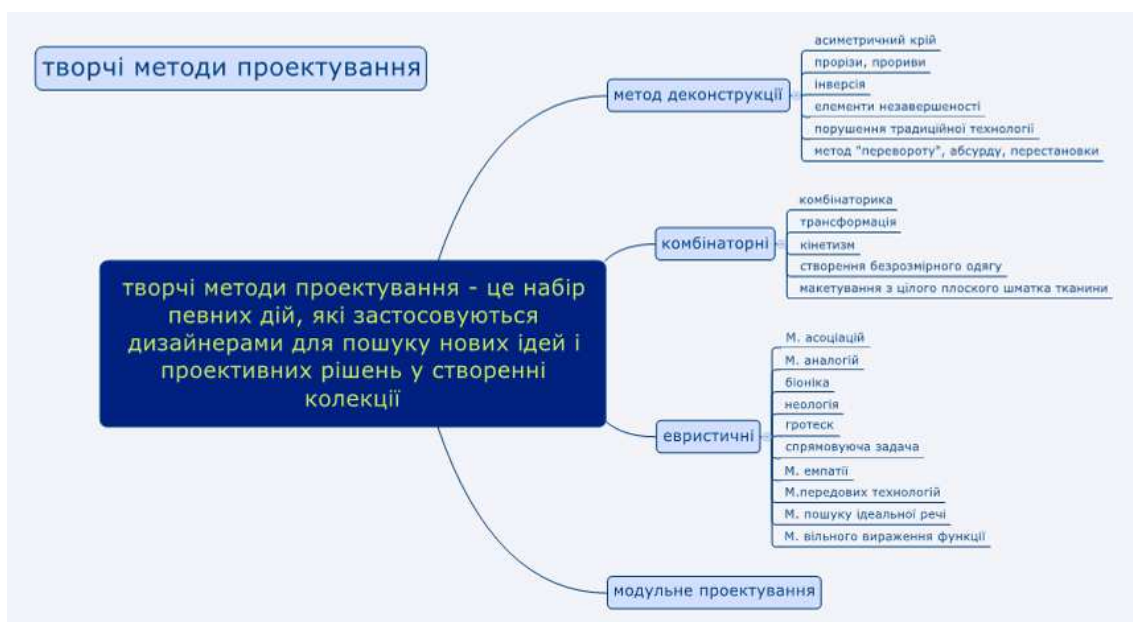 творчі методи проектування
метод деконструкції
асиметричний крій
прорізи, прориви
інверсія
елементи незавершеності
порушення традиційної технології
метод "перевороту", абсурду, перестановки
комбінаторні
комбінаторика
трансформація
кінетизм
створення безрозмірного одягу
макетування з цілого плоского шматка тканини
творчі методи проектування - це набір
певних дій, які застосовуються
дизайнерами для пошуку нових ідей і
проективних рішень у створенні
колекції
евристичні
М. асоціацій
М. аналогій
біоніка
неологія
гротеск
спрямовуюча задача
М. емпатії
М.передових технологій
М. пошуку ідеальної речі
М. вільного вираження функції
модульне проектування